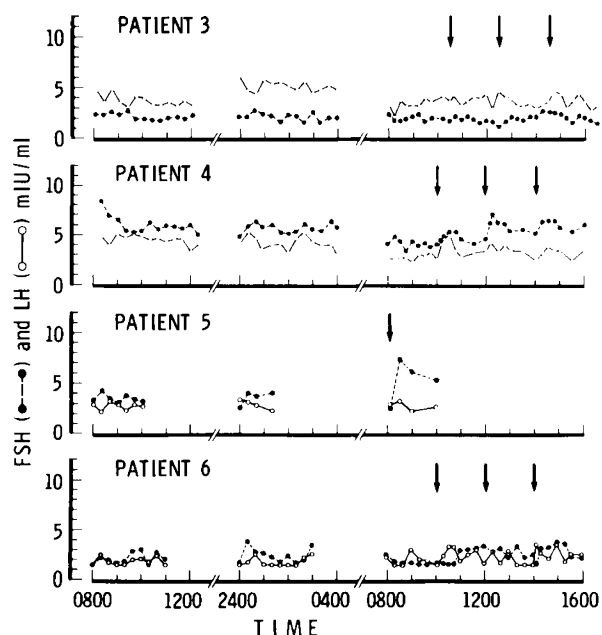 PATIENT 3
10
5
0
PATIENT 4
10
5
0
PATIENT 5
10
5
0
PATIENT 6
10
5
0
FSH (●---●) and LH (○—○) mIU/ml
0800 1200 2400 0400 0800 1200 1600
TIME